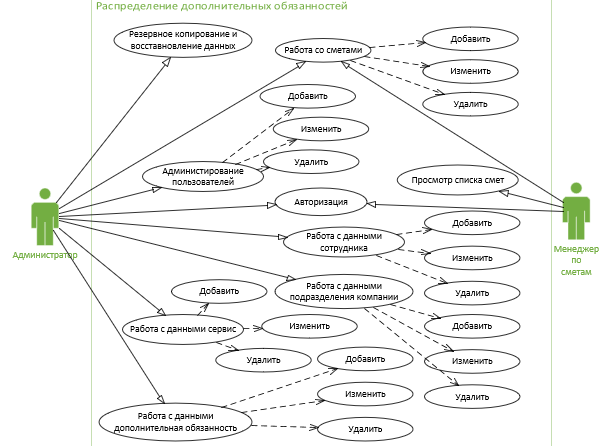 Распределение дополнительных обязанностей
Резервное копирование и
восстановление данных
Работа со сметами
Добавить
Изменить
Удалить
Добавить
Изменить
Удалить
Администрирование
пользователей
Просмотр списка смет
Авторизация
Администратор
Менеджер
по
сметам
Работа с данными
сотрудника
Добавить
Изменить
Удалить
Работа с данными
подразделения компании
Добавить
Изменить
Удалить
Добавить
Работа с данными сервис
Изменить
Удалить
Работа с данными
дополнительная обязанность
Добавить
Изменить
Удалить